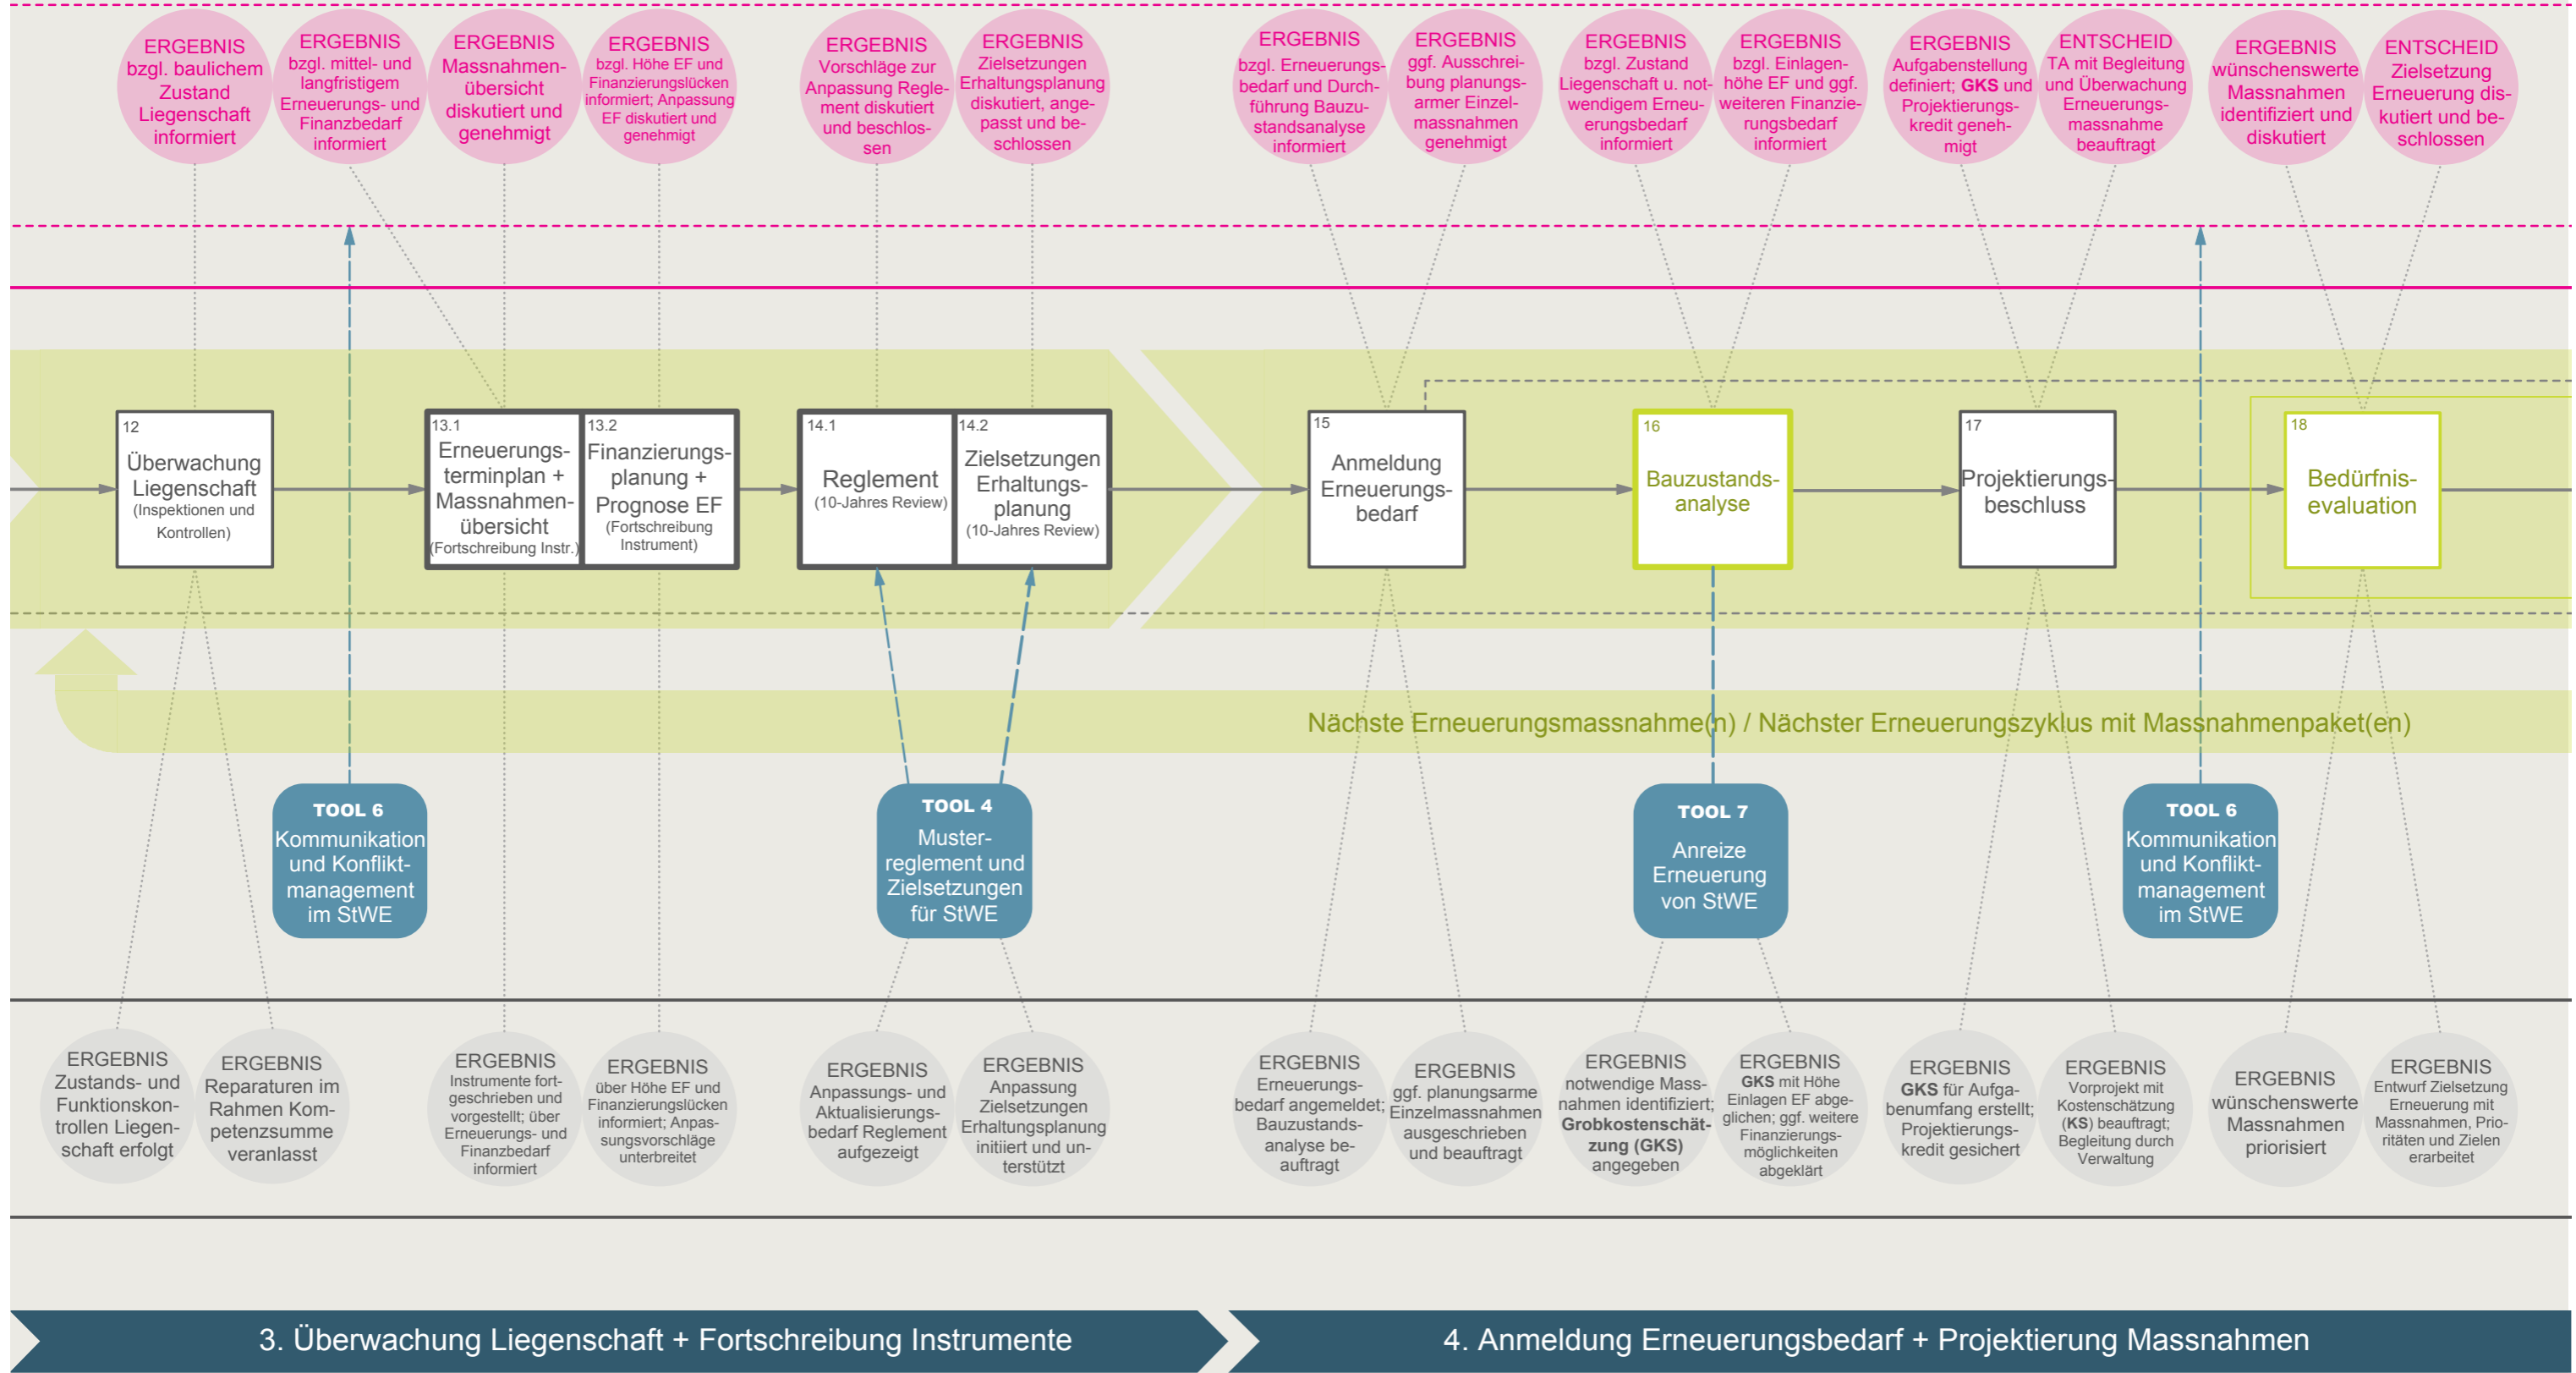 ERGEBNIS
bzgl. baulichem
Zustand
Liegenschaft
informiert
ERGEBNIS
bzgl. mittel- und
langfristigem
Erneuerungs- und
Finanzbedarf
informiert
ERGEBNIS
Massnahmen-
übersicht
diskutiert und
genehmigt
ERGEBNIS
bzgl. Höhe EF und
Finanzierungslücken
informiert; Anpassung
EF diskutiert und
genehmigt
ERGEBNIS
Vorschläge zur
Anpassung Regle-
ment diskutiert
und beschlos-
sen
ERGEBNIS
Zielsetzungen
Erhaltungsplanung
diskutiert, ange-
passt und be-
schlossen
ERGEBNIS
bzgl. Erneuerungs-
bedarf und Durch-
führung Bauzu-
standsanalyse
informiert
ERGEBNIS
ggf. Ausschrei-
bung planungs-
armer Einzel-
massnahmen
genehmigt
ERGEBNIS
bzgl. Zustand
Liegenschaft u. not-
wendigem Erneu-
erungsbedarf
informiert
ERGEBNIS
bzgl. Einlagen-
höhe EF und ggf.
weiteren Finanzie-
rungsbedarf
informiert
ERGEBNIS
Aufgabenstellung
definiert; GKS und
Projektierungs-
kredit geneh-
migt
ENTSCHEID
TA mit Begleitung
und Überwachung
Erneuerungs-
massnahme
beauftragt
ERGEBNIS
wünschenswerte
Massnahmen
identifiziert und
diskutiert
ENTSCHEID
Zielsetzung
Erneuerung dis-
kutiert und be-
schlossen
12
Überwachung
Liegenschaft
(Inspektionen und
Kontrollen)
13.1
Erneuerungs-
terminplan +
Massnahmen-
übersicht
(Fortschreibung Instr.)
13.2
Finanzierungs-
planung +
Prognose EF
(Fortschreibung
Instrument)
14.1
Reglement
(10-Jahres Review)
14.2
Zielsetzungen
Erhaltungs-
planung
(10-Jahres Review)
15
Anmeldung
Erneuerungs-
bedarf
16
Bauzustands-
analyse
17
Projektierungs-
beschluss
18
Bedürfnis-
evaluation
Nächste Erneuerungsmassnahme(n) / Nächster Erneuerungszyklus mit Massnahmenpaket(en)
TOOL 6
Kommunikation
und Konflikt-
management
im StWE
TOOL 4
Muster-
reglement und
Zielsetzungen
für StWE
TOOL 7
Anreize
Erneuerung
von StWE
TOOL 6
Kommunikation
und Konflikt-
management
im StWE
ERGEBNIS
Zustands- und
Funktionskon-
trollen Liegen-
schaft erfolgt
ERGEBNIS
Reparaturen im
Rahmen Kom-
petenzsumme
veranlasst
ERGEBNIS
Instrumente fort-
geschrieben und
vorgestellt; über
Erneuerungs- und
Finanzbedarf
informiert
ERGEBNIS
über Höhe EF und
Finanzierungslücken
informiert; Anpas-
sungsvorschläge
unterbreitet
ERGEBNIS
Anpassungs- und
Aktualisierungs-
bedarf Reglement
aufgezeigt
ERGEBNIS
Anpassung
Zielsetzungen
Erhaltungsplanung
initiiert und un-
terstützt
ERGEBNIS
Erneuerungs-
bedarf angemeldet;
Bauzustands-
analyse be-
auftragt
ERGEBNIS
ggf. planungsarme
Einzelmassnahmen
ausgeschrieben
und beauftragt
ERGEBNIS
notwendige Mass-
nahmen identifiziert;
Grobkostenschät-
zung (GKS)
angegeben
ERGEBNIS
GKS mit Höhe
Einlagen EF abge-
glichen; ggf. weitere
Finanzierungs-
möglichkeiten
abgeklärt
ERGEBNIS
GKS für Aufga-
benumfang erstellt;
Projektierungs-
kredit gesichert
ERGEBNIS
Vorprojekt mit
Kostenschätzung
(KS) beauftragt;
Begleitung durch
Verwaltung
ERGEBNIS
wünschenswerte
Massnahmen
priorisiert
ERGEBNIS
Entwurf Zielsetzung
Erneuerung mit
Massnahmen, Prio-
ritäten und Zielen
erarbeitet
3. Überwachung Liegenschaft + Fortschreibung Instrumente
4. Anmeldung Erneuerungsbedarf + Projektierung Massnahmen